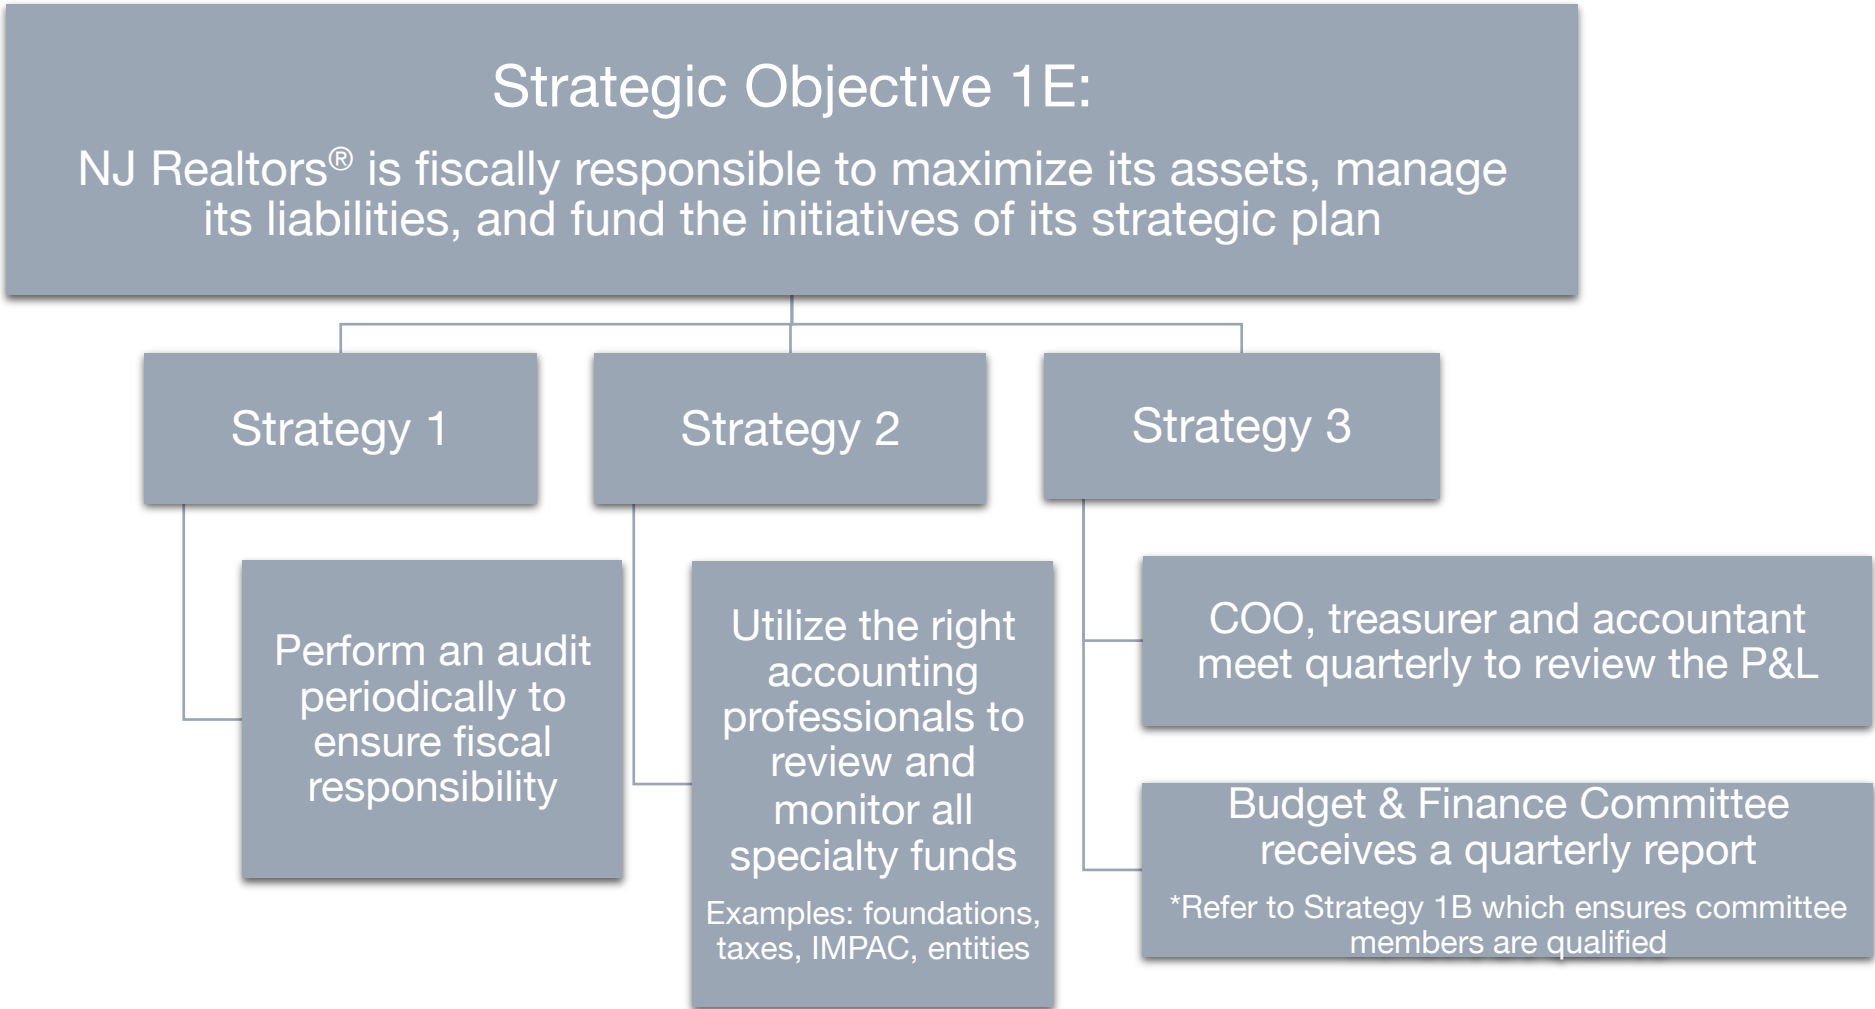 Strategic Objective 1E:
NJ Realtors® is fiscally responsible to maximize its assets, manage
its liabilities, and fund the initiatives of its strategic plan
Strategy 1
Perform an audit
periodically to
ensure fiscal
responsibility
Strategy 2
Utilize the right
accounting
professionals to
review and
monitor all
specialty funds
Examples: foundations,
taxes, IMPAC, entities
Strategy 3
COO, treasurer and accountant
meet quarterly to review the P&L
Budget & Finance Committee
receives a quarterly report
*Refer to Strategy 1B which ensures committee
members are qualified